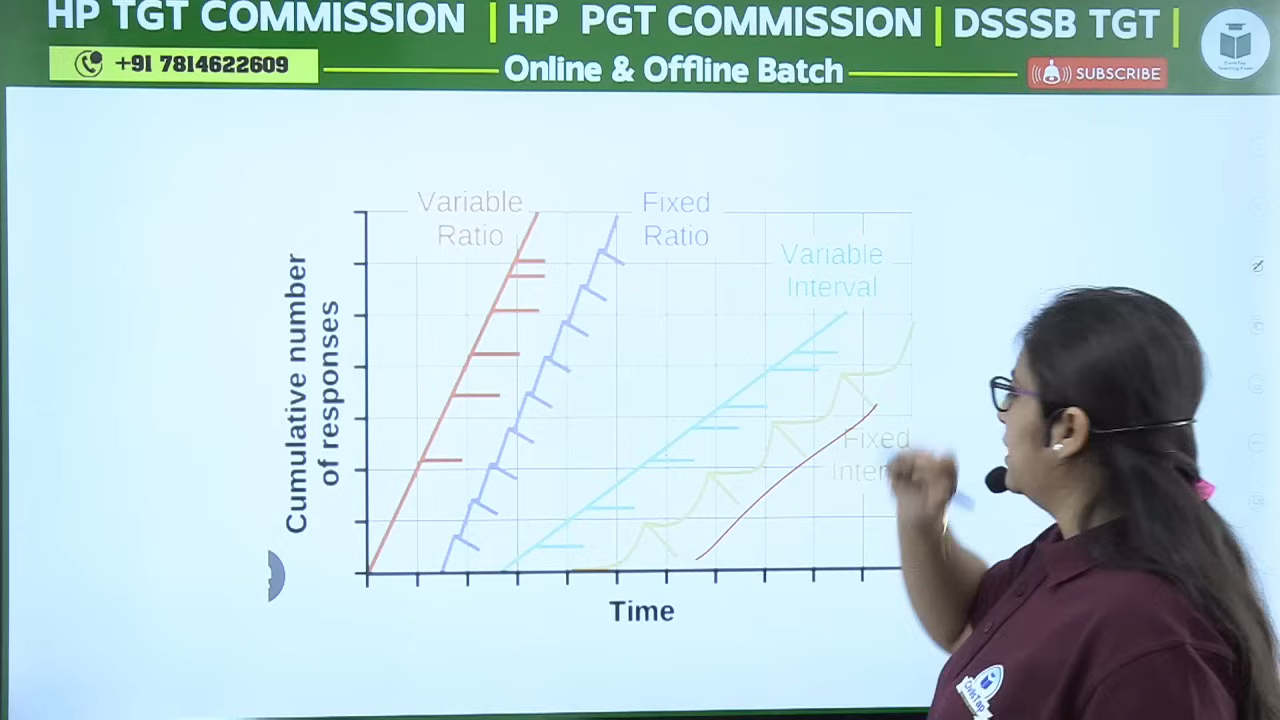 HP TGT COMMISSION | HP PGT COMMISSION | DSSSB TGT |
+91 7814622609
Online & Offline Batch
SUBSCRIBE
Variable
Ratio
Fixed
Ratio
Variable
Interval
Fixed
Cumulative number
of responses
Time
CivilsTap